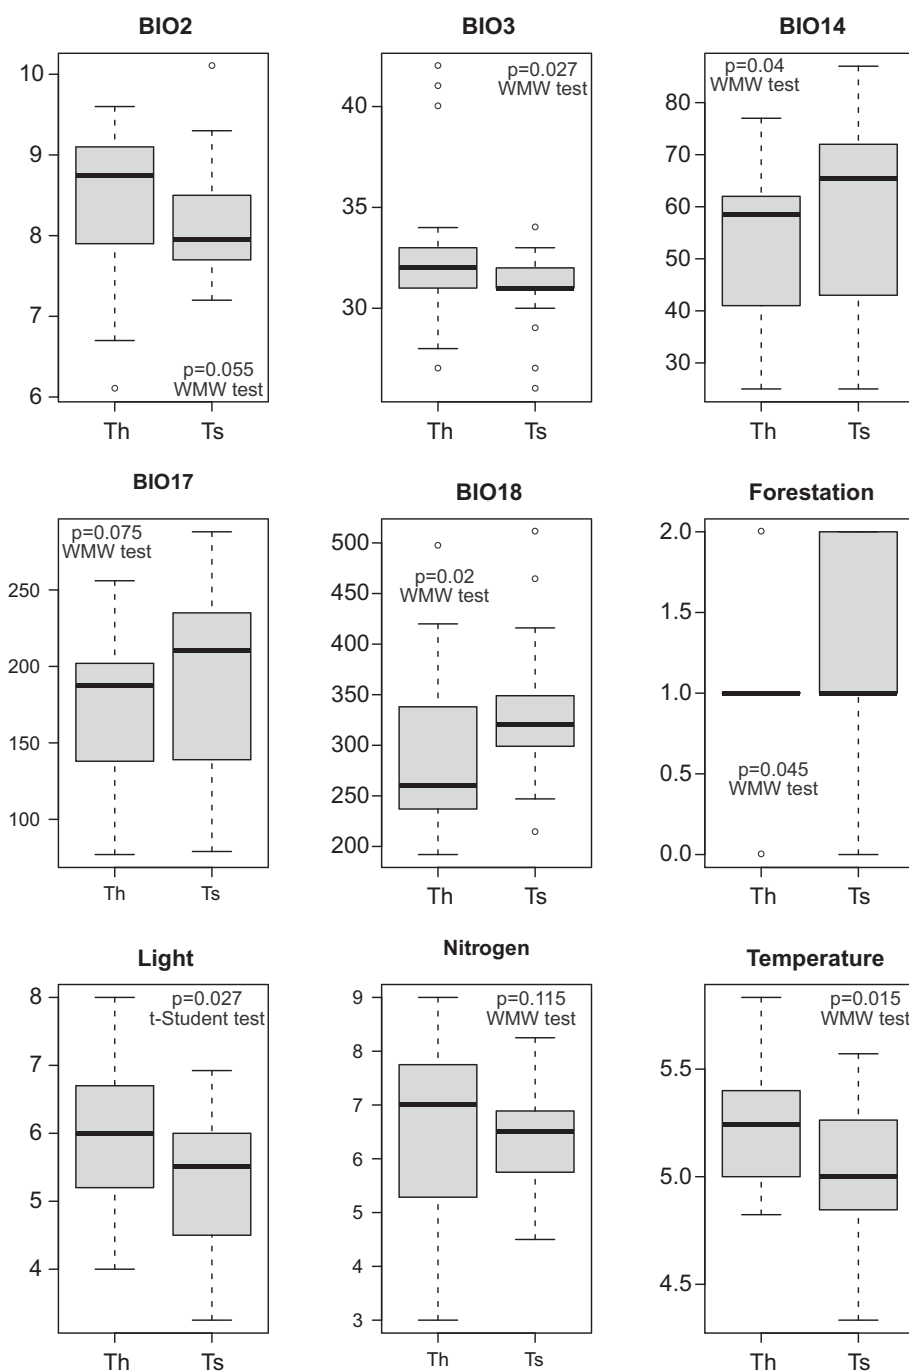 BIO2
10
9
8
7
6
p=0.055
WMW test
Th Ts
BIO3
40
35
30
p=0.027
WMW test
Th Ts
BIO14
80
70
60
50
40
30
p=0.04
WMW test
Th Ts
BIO17
250
200
150
100
p=0.075
WMW test
Th Ts
BIO18
500
450
400
350
300
250
200
p=0.02
WMW test
Th Ts
Forestation
2.0
1.5
1.0
0.5
0.0
p=0.045
WMW test
Th Ts
Light
8
7
6
5
4
p=0.027
t-Student test
Th Ts
Nitrogen
9
8
7
6
5
4
3
p=0.115
WMW test
Th Ts
Temperature
5.5
5.0
4.5
p=0.015
WMW test
Th Ts